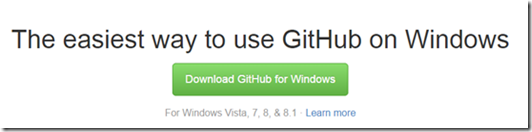 The easiest way to use GitHub on Windows
Download GitHub for Windows
For Windows Vista, 7, 8, & 8.1 · Learn more